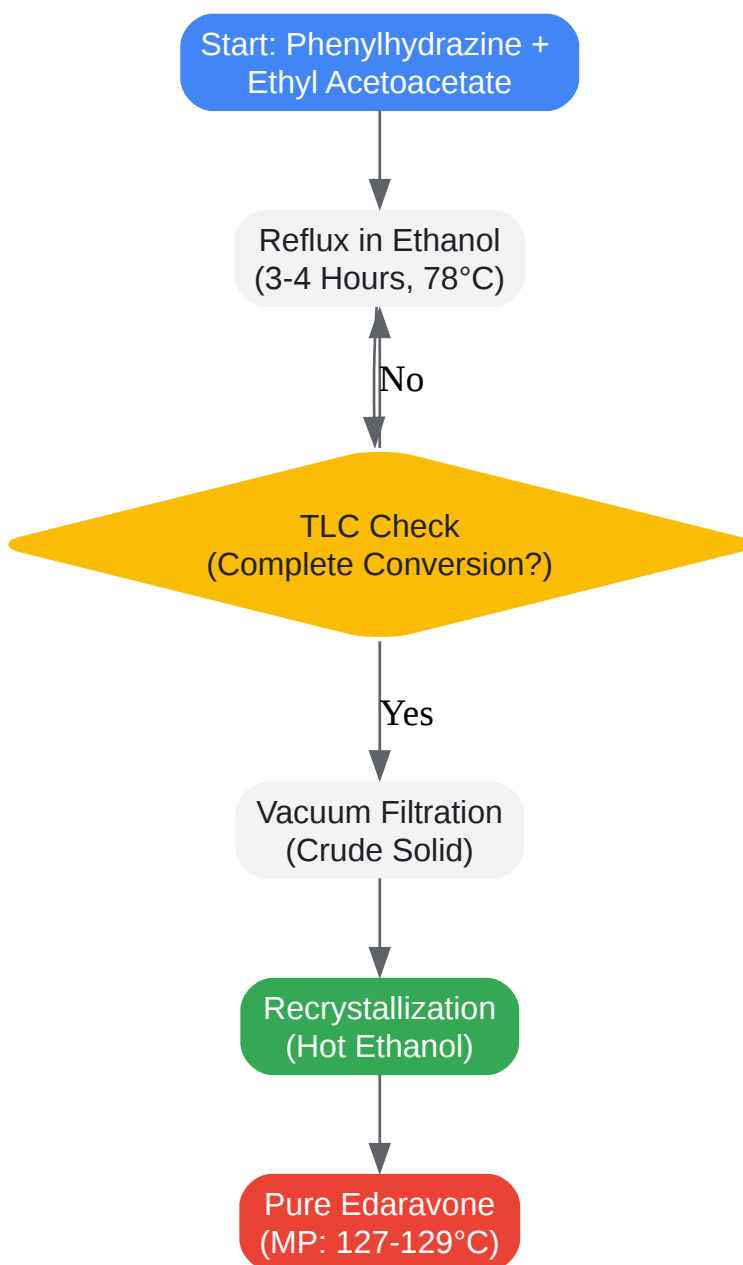 Start: Phenylhydrazine +
Ethyl Acetoacetate
Reflux in Ethanol
(3-4 Hours, 78°C)
No
TLC Check
(Complete Conversion?)
Yes
Vacuum Filtration
(Crude Solid)
Recrystallization
(Hot Ethanol)
Pure Edaravone
(MP: 127-129°C)